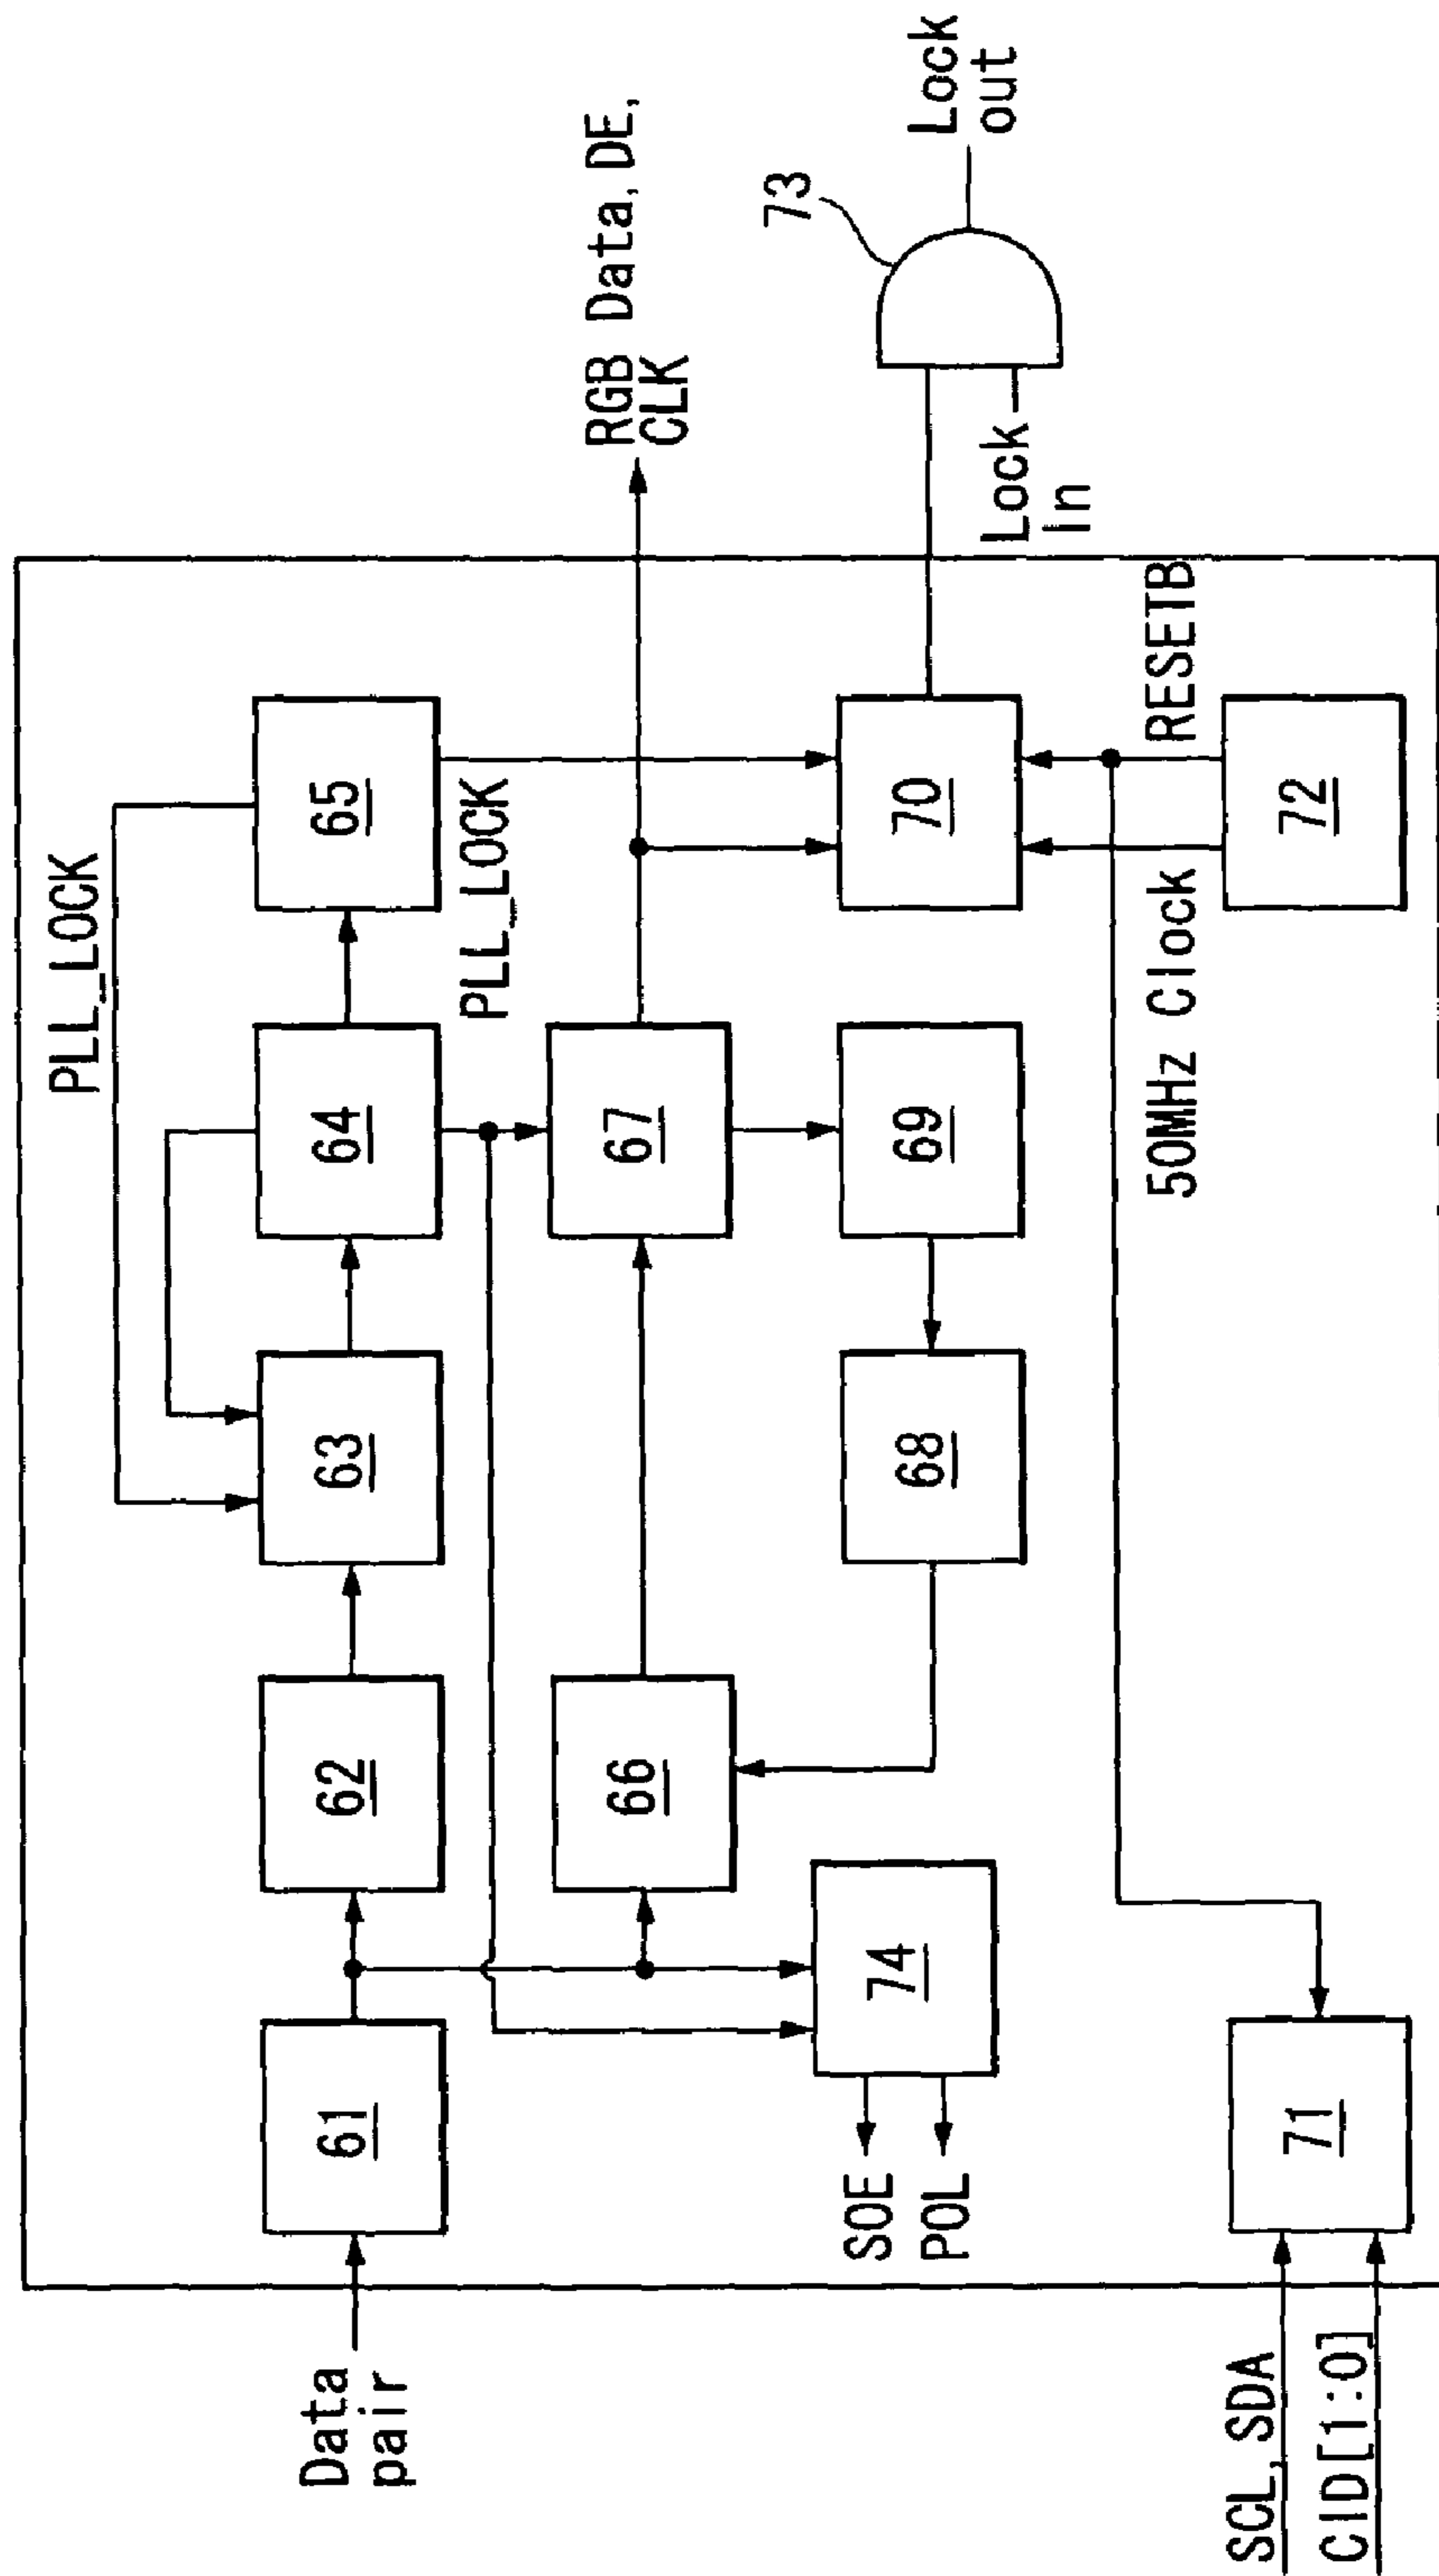 PLL_LOCK
Data
pair
61
62
63
64
65
PLL_LOCK
RGB Data, DE,
CLK
66
67
SOE
POL
74
68
69
70
73
Lock
out
Lock
In
50MHz Clock
RESETB
SCL, SDA
CID[1:0]
71
72